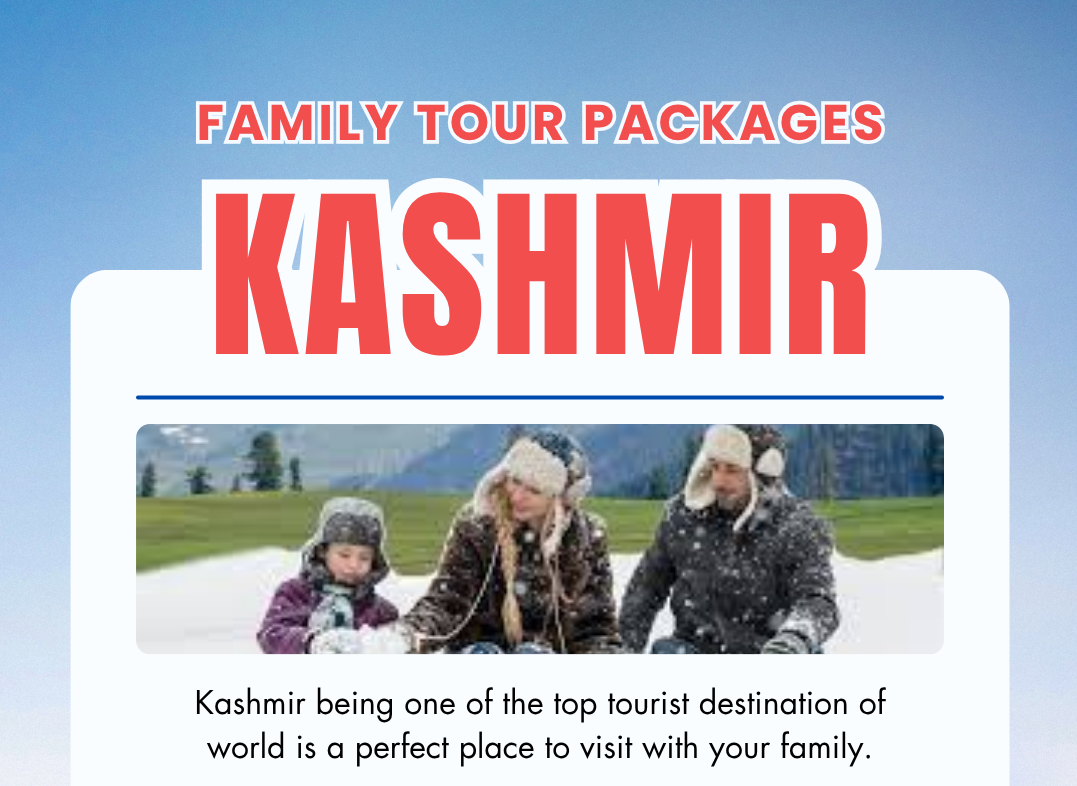 FAMILY TOUR PACKAGES
KASHMIR
Kashmir being one of the top tourist destination of
world is a perfect place to visit with your family.